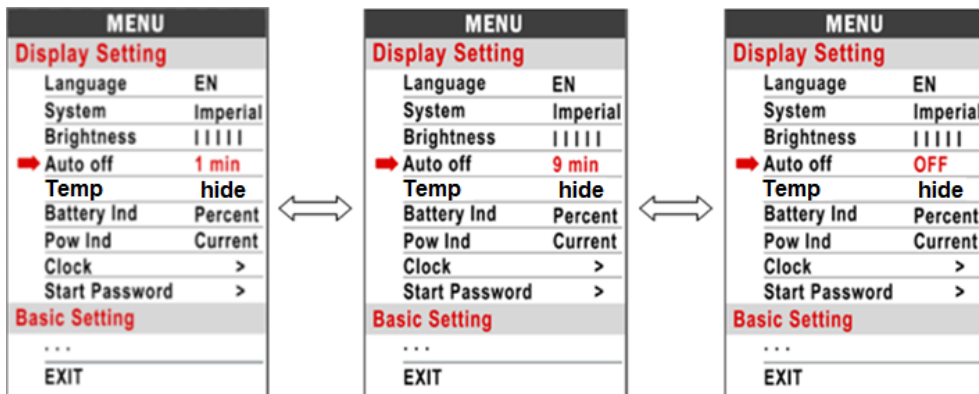 MENU
Display Setting
Language EN
System Imperial
Brightness | | | | |
Auto off 1 min
Temp hide
Battery Ind Percent
Pow Ind Current
Clock >
Start Password >
Basic Setting
...
EXIT
MENU
Display Setting
Language EN
System Imperial
Brightness | | | | |
Auto off 9 min
Temp hide
Battery Ind Percent
Pow Ind Current
Clock >
Start Password >
Basic Setting
...
EXIT
MENU
Display Setting
Language EN
System Imperial
Brightness | | | | |
Auto off OFF
Temp hide
Battery Ind Percent
Pow Ind Current
Clock >
Start Password >
Basic Setting
...
EXIT